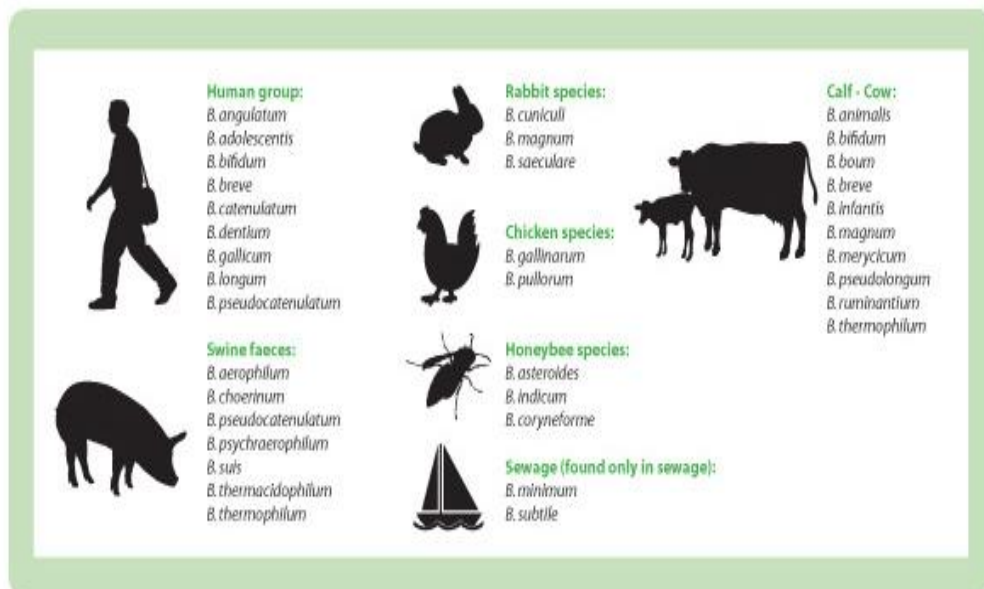 Human group:
B. angulatum
B. adolescentis
B. bifidum
B. breve
B. catenulatum
B. dentium
B. gallicum
B. longum
B. pseudocatenulatum
Swine faeces:
B. aerophilum
B. choerinum
B. pseudocatenulatum
B. psychraerophilum
B. suis
B. thermacidophilum
B. thermophilum
Rabbit species:
B. cuniculi
B. magnum
B. saeculare
Chicken species:
B. gallinarum
B. pullorum
Honeybee species:
B. asteroides
B. indicum
B. coryneforme
Sewage (found only in sewage):
B. minimum
B. subtile
Calf - Cow:
B. animalis
B. bifidum
B. bourn
B. breve
B. infantis
B. magnum
B. merycicum
B. pseudolongum
B. ruminantium
B. thermophilum